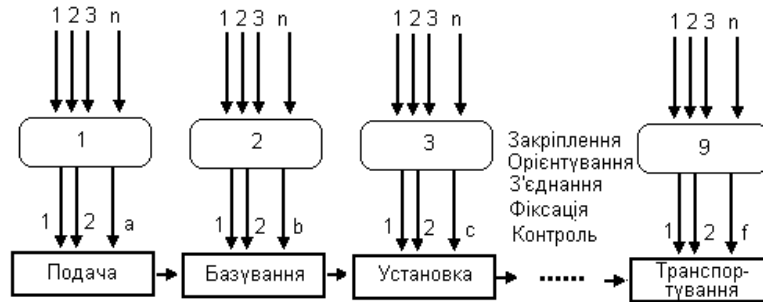 1 2 3 n 1 2 3 n 1 2 3 n 1 2 3 n
1 2 3 9
Закріплення
Орієнтування
З'єднання
Фіксація
Контроль
1 2 a 1 2 b 1 2 c 1 2 f
Подача Базування Установка ...... Транспор-
тування